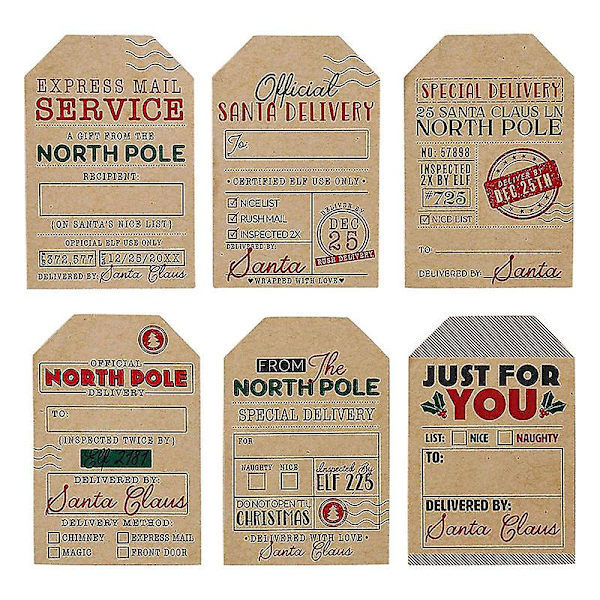 EXPRESS MAIL
SERVICE
A GIFT FROM THE
NORTH POLE
RECIPIENT:
(ON SANTA'S NICE LIST)
OFFICIAL ELF USE ONLY
372,577 12/25/20XX
DELIVERED BY: Santa Claus
Official
SANTA DELIVERY
To:
• CERTIFIED ELF USE ONLY •
NICE LIST
RUSH MAIL
INSPECTED 2X
DELIVER BY
DEC
25
RUSH DELIVERY
DELIVERED BY:
Santa
WRAPPED WITH LOVE
SPECIAL DELIVERY
25 SANTA CLAUS LN
NORTH POLE
NO: 57898
INSPECTED
2X BY ELF
#725
NICE LIST
DELIVER BY
DEC 25TH
TO:
DELIVERED BY: Santa
OFFICIAL
NORTH POLE
DELIVERY
TO:
(INSPECTED TWICE BY)
Elf 2787
DELIVERED BY:
Santa Claus
DELIVERY METHOD:
CHIMNEY EXPRESS MAIL
MAGIC FRONT DOOR
FROM The
NORTH POLE
SPECIAL DELIVERY
FOR
NAUGHTY NICE
Inspected By
ELF 225
DO NOT OPEN 'TIL
CHRISTMAS
• DELIVERED WITH LOVE •
Santa Claus
JUST FOR
YOU
LIST: NICE NAUGHTY
TO:
DELIVERED BY:
Santa Claus